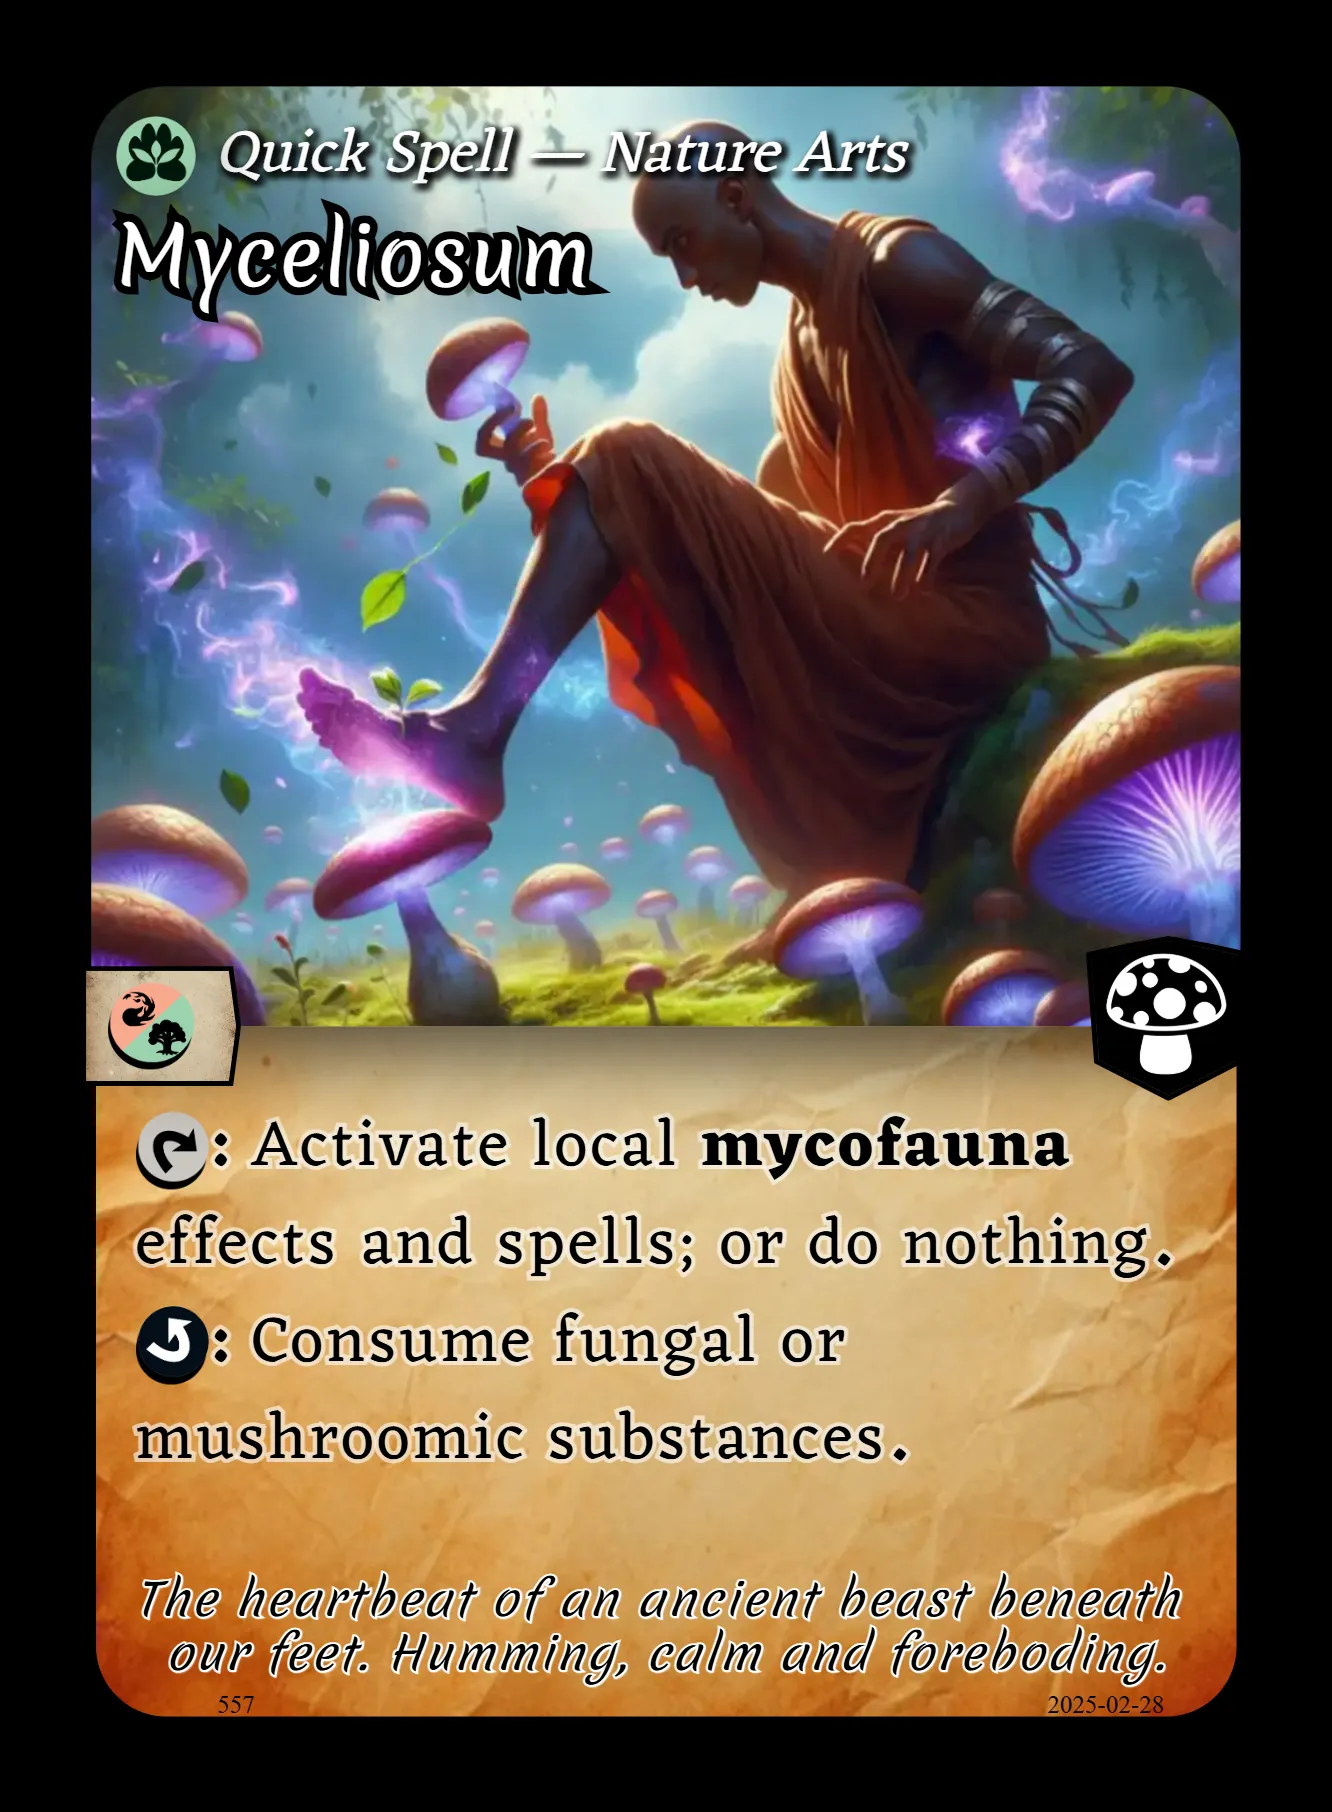 Quick Spell — Nature Arts
Myceliosum
: Activate local mycofauna
effects and spells; or do nothing.
: Consume fungal or
mushroomic substances.
The heartbeat of an ancient beast beneath
our feet. Humming, calm and foreboding.
557 2025-02-28